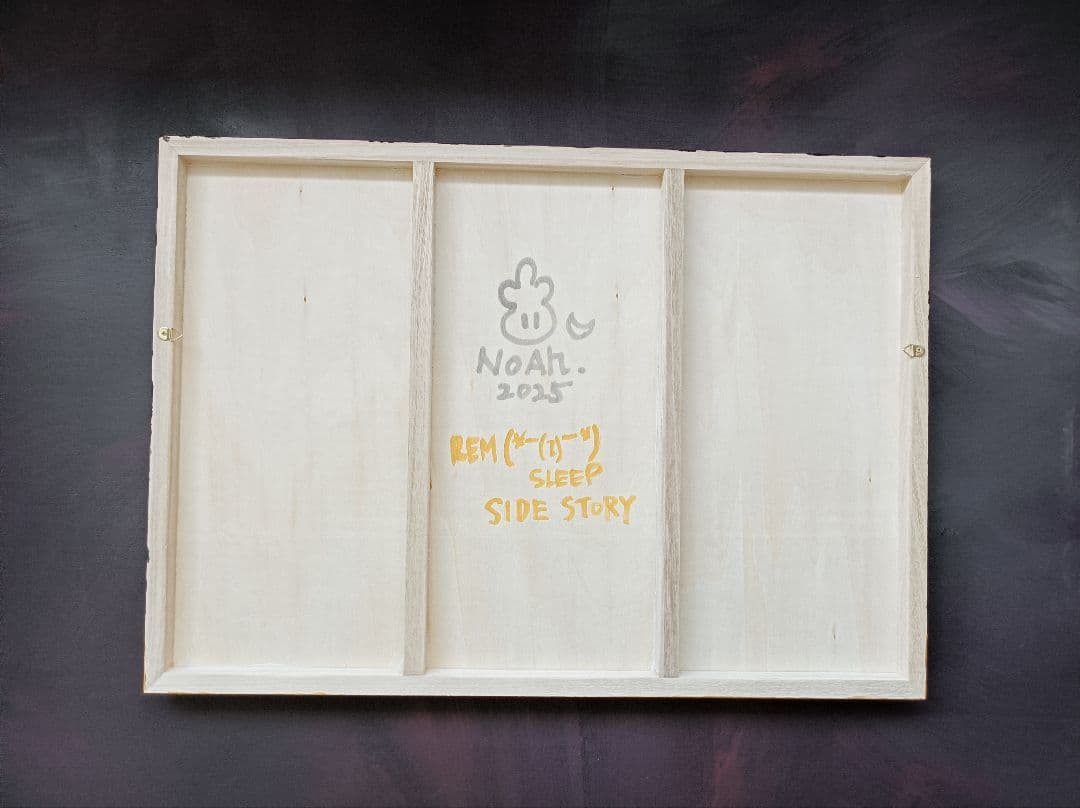 NOAH.
2025
REM (*-(I)-*)
SLEEP
SIDE STORY